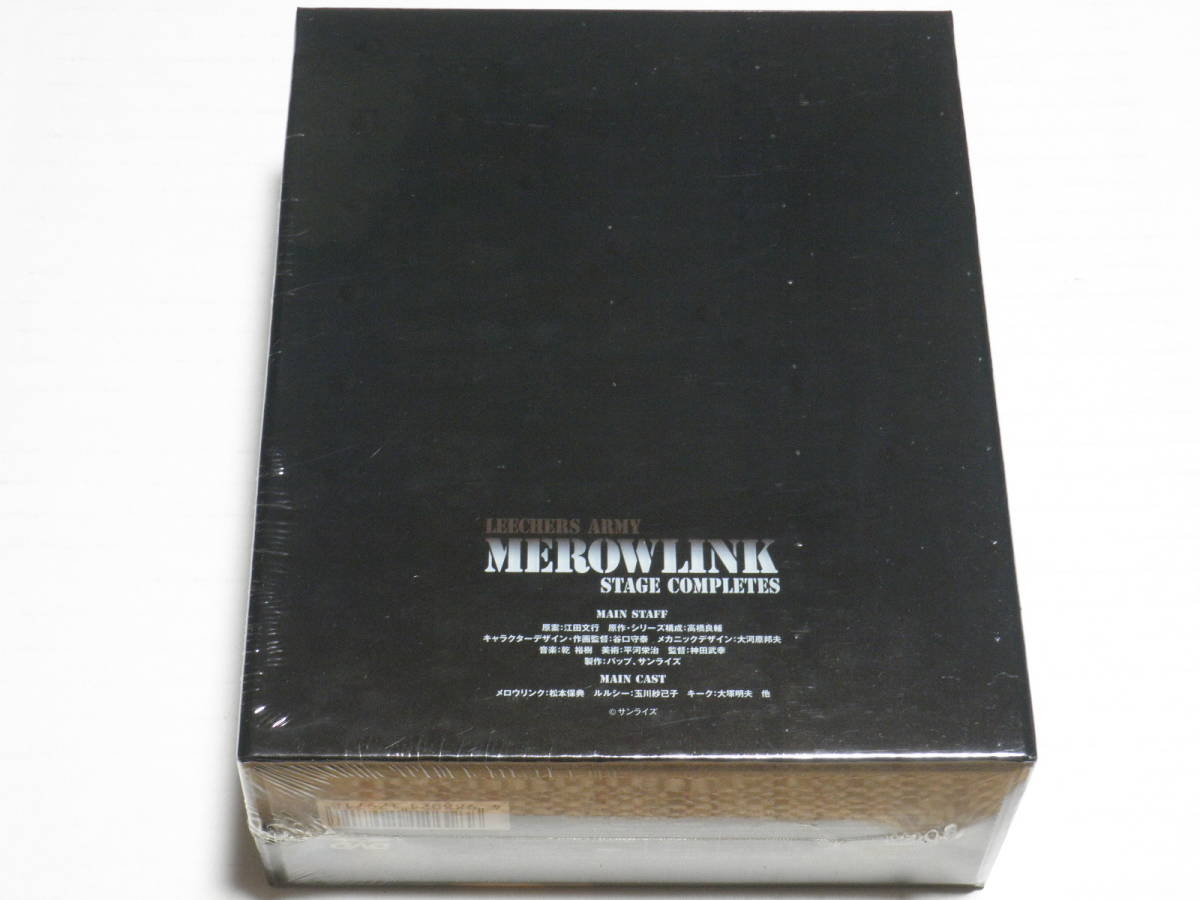 LEECHERS ARMY
MEROWLINK
STAGE COMPLETES
MAIN STAFF
原案:江田文行 原作・シリーズ構成:高橋良輔
キャラクターデザイン・作画監督:谷口守泰 メカニックデザイン:大河原邦夫
音楽:乾 裕樹 美術:平河栄治 監督:神田武幸
製作:バップ、サンライズ
MAIN CAST
メロウリンク:松本保典 ルルシー:玉川紗己子 キーク:大塚明夫 他
©サンライズ
DVD